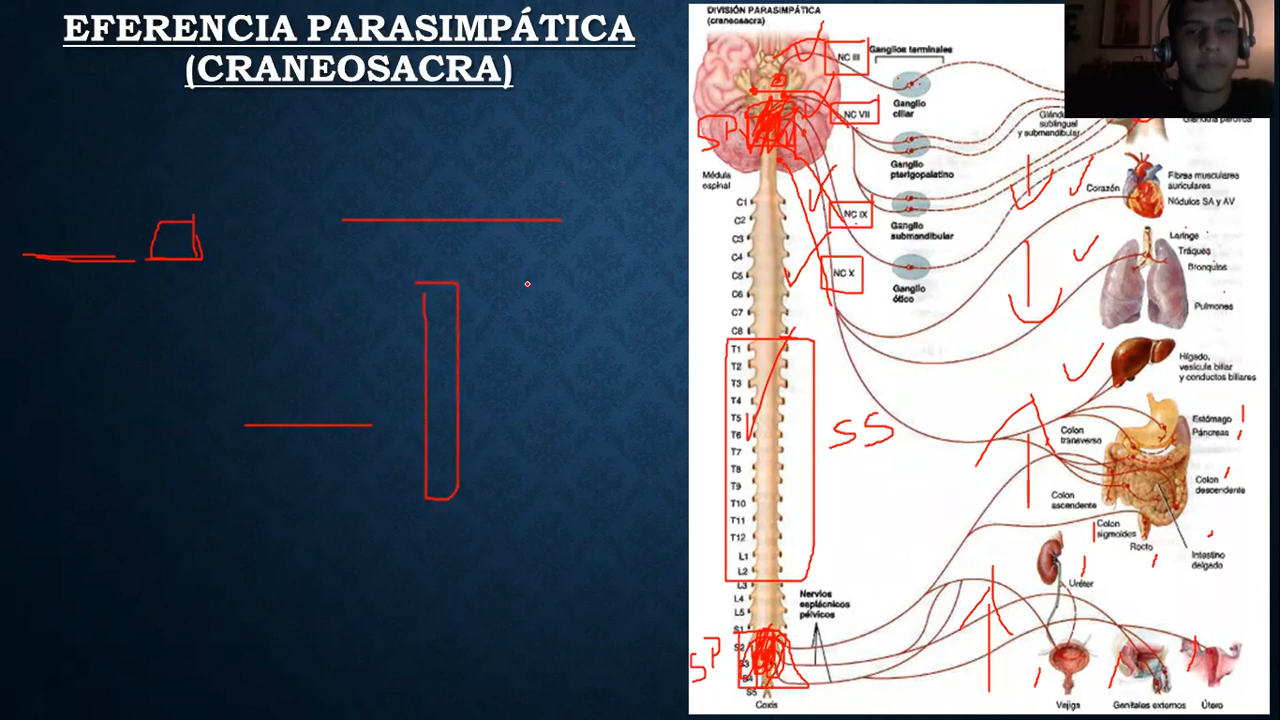 EFERENCIA PARASIMPÁTICA
(CRANEOSACRA)
DIVISIÓN PARASIMPÁTICA
(craneosacra)
NC III
Ganglios terminales
Ganglio
ciliar
NC VII
SP
Ganglio
pterigopalatino
sublingual
y submandibular
Glándula parótida
Médula
espinal
Corazón
Fibras musculares
auriculares
Nódulos SA y AV
NC IX
Ganglio
submandibular
NC X
Ganglio
ótico
Laringe
Tráquea
Bronquios
Pulmones
C1
C2
C3
C4
C5
C6
C7
C8
T1
T2
T3
T4
T5
T6
T7
T8
T9
T10
T11
T12
L1
L2
L3
L4
L5
S1
S2
S3
S4
S5
Coxis
SS
SP
Hígado,
vesícula biliar
y conductos biliares
Estómago
Páncreas
Colon
transverso
Colon
descendente
Colon
ascendente
Colon
sigmoides
Recto
Intestino
delgado
Uréter
Nervios
esplácnicos
pélvicos
Vejiga
Genitales externos
Útero